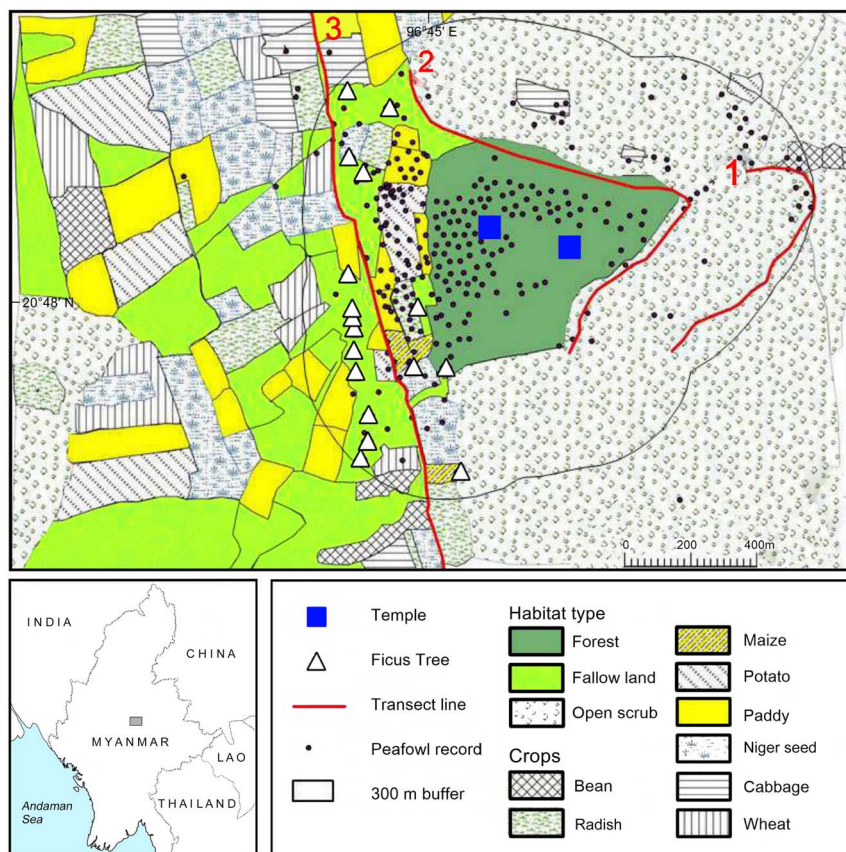 3
96°45' E
2
1
20°48' N
0 200 400m
INDIA
CHINA
MYANMAR
LAO
THAILAND
Andaman
Sea
Temple
Ficus Tree
Transect line
Peafowl record
300 m buffer
Habitat type
Forest
Fallow land
Open scrub
Crops
Bean
Radish
Maize
Potato
Paddy
Niger seed
Cabbage
Wheat